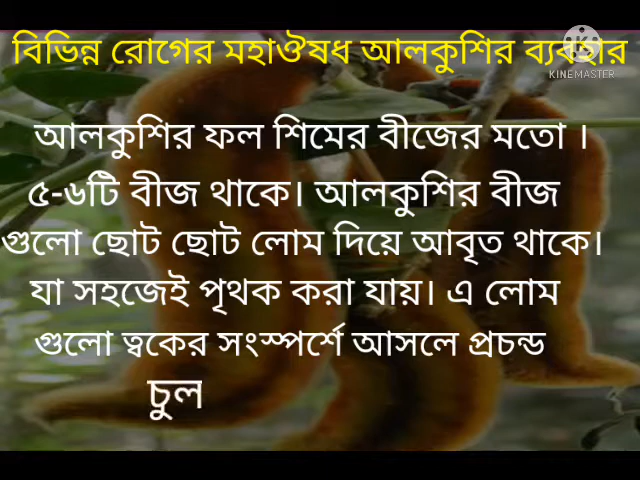 বিভিন্ন রোগের মহাঔষধ আলকুশির ব্যবহার
KINEMASTER
আলকুশির ফল শিমের বীজের মতো ।
৫-৬টি বীজ থাকে। আলকুশির বীজ
গুলো ছোট ছোট লোম দিয়ে আবৃত থাকে।
যা সহজেই পৃথক করা যায়। এ লোম
গুলো ত্বকের সংস্পর্শে আসলে প্রচন্ড
চুল